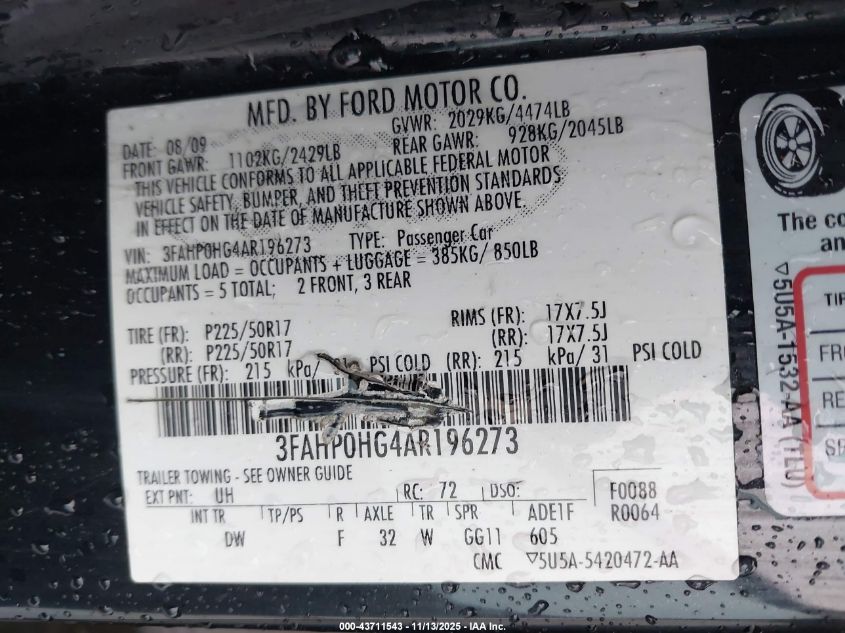 MFD. BY FORD MOTOR CO.
DATE: 08/09 GVWR: 2029KG/4474LB
FRONT GAWR: 1102KG/2429LB REAR GAWR: 928KG/2045LB
THIS VEHICLE CONFORMS TO ALL APPLICABLE FEDERAL MOTOR
VEHICLE SAFETY, BUMPER, AND THEFT PREVENTION STANDARDS
IN EFFECT ON THE DATE OF MANUFACTURE SHOWN ABOVE.
VIN: 3FAHP0HG4AR196273 TYPE: Passenger Car
MAXIMUM LOAD = OCCUPANTS + LUGGAGE = 385KG/ 850LB
OCCUPANTS = 5 TOTAL; 2 FRONT, 3 REAR
TIRE (FR): P225/50R17 RIMS (FR): 17X7.5J
(RR): P225/50R17 (RR): 17X7.5J
PRESSURE (FR): 215 kPa/ 31 PSI COLD (RR): 215 kPa/ 31 PSI COLD
3FAHP0HG4AR196273
TRAILER TOWING - SEE OWNER GUIDE
EXT PNT: UH RC: 72 DSO: F0088
INT TR TP/PS R AXLE TR SPR ADE1F R0064
DW F 32 W GG11 605
CMC ▽5U5A-5420472-AA
The co
an
▽5U5A-1532-AA (FL0)
TIR
FRO
RE
000-43711543 - 11/13/2025 - IAA Inc.